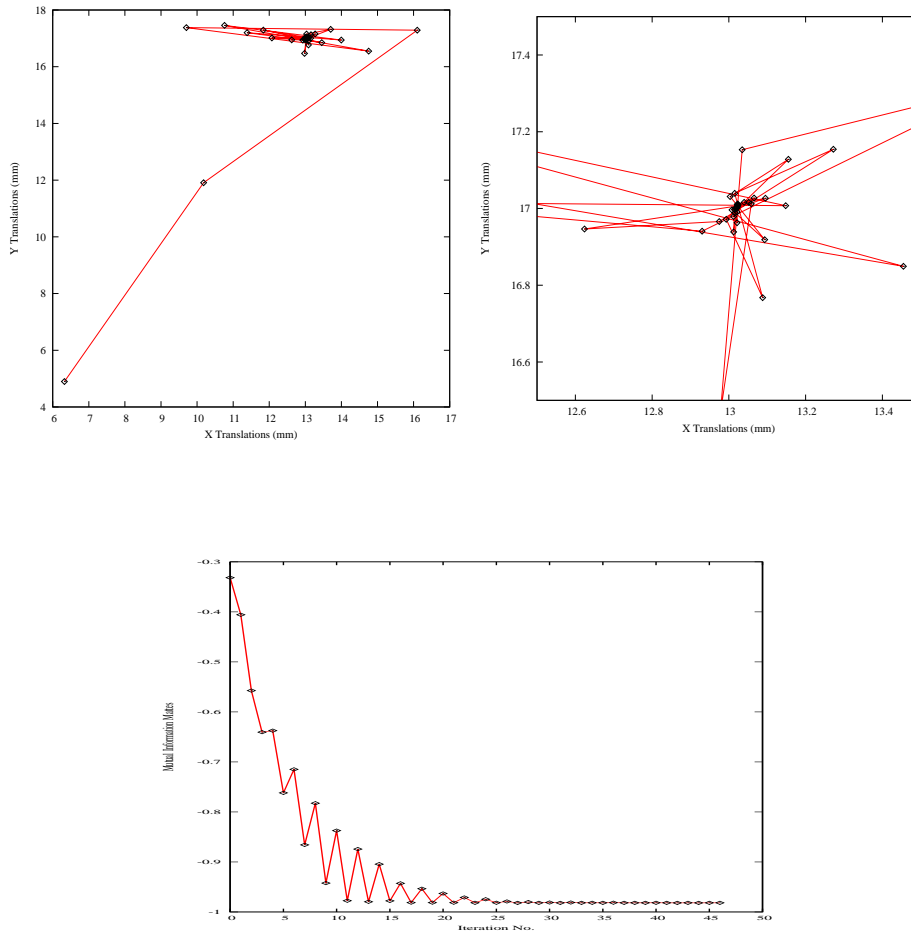 18
16
14
12
10
8
6
4
Y Translations (mm)
6 7 8 9 10 11 12 13 14 15 16 17
X Translations (mm)
17.4
17.2
17
16.8
16.6
Y Translations (mm)
12.6 12.8 13 13.2 13.4
X Translations (mm)
-0.3
-0.4
-0.5
-0.6
-0.7
-0.8
-0.9
-1
Mutual Information Mattes
0 5 10 15 20 25 30 35 40 45 50
Iteration No.